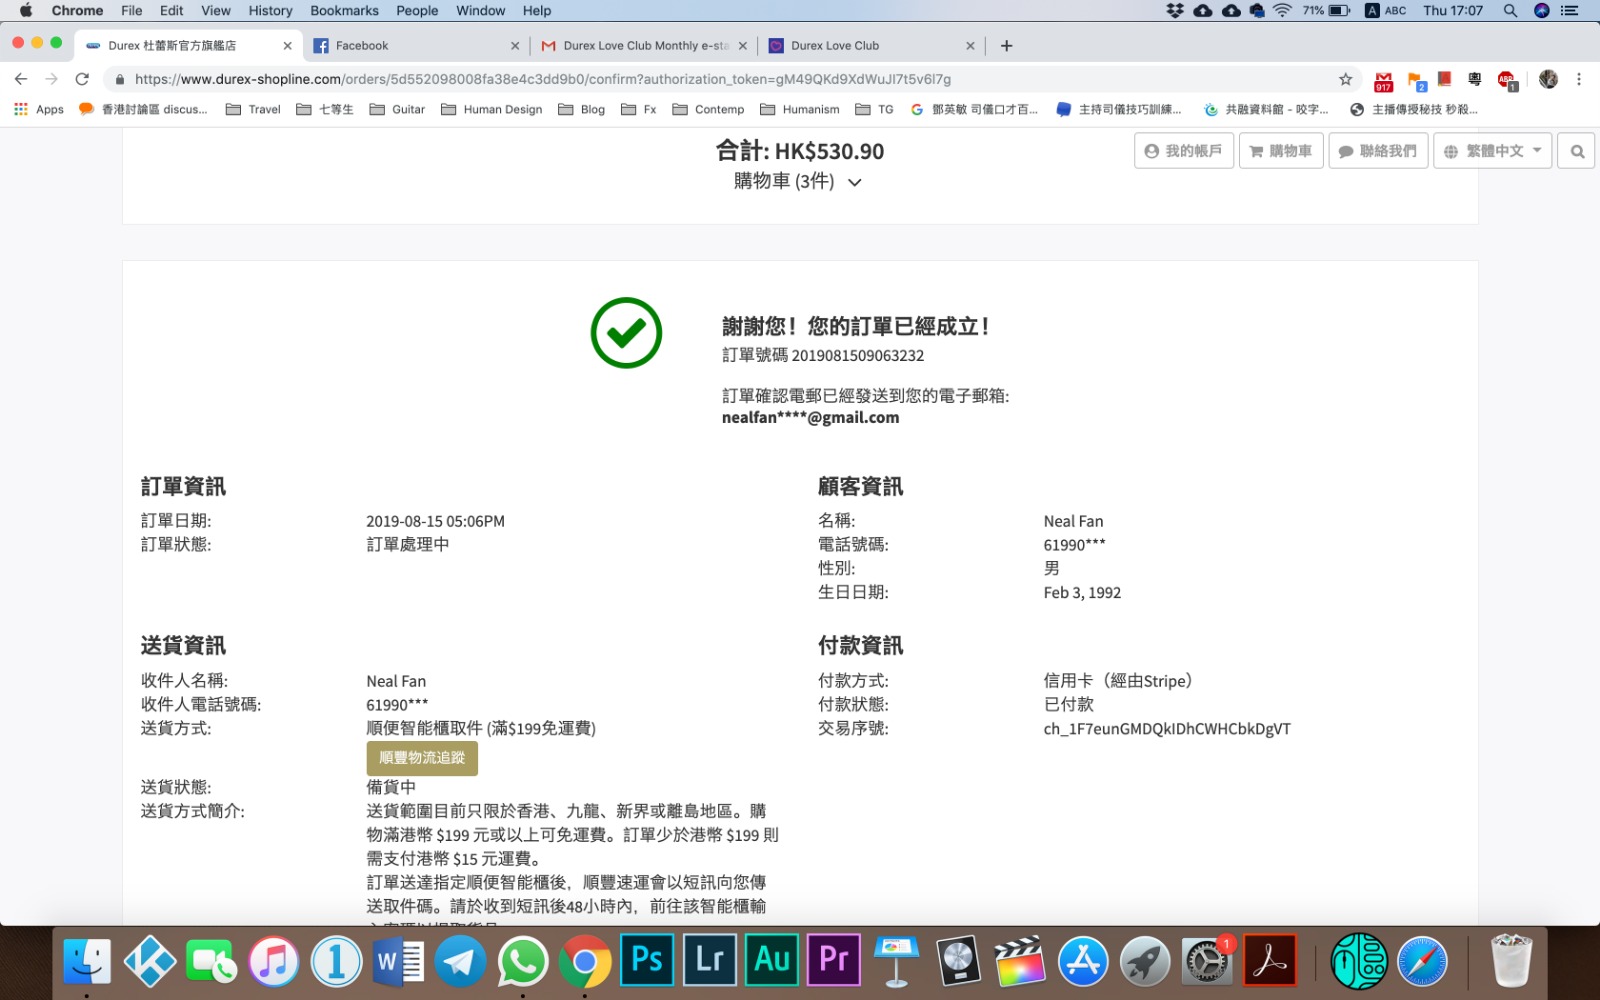 Chrome File Edit View History Bookmarks People Window Help 71% A ABC Thu 17:07
Durex 杜蕾斯官方旗艦店 Facebook Durex Love Club Monthly e-sta Durex Love Club
https://www.durex-shopline.com/orders/5d552098008fa38e4c3dd9b0/confirm?authorization_token=gM49QKd9XdWuJl7t5v6l7g 917 2 粵 ABP 1
Apps 香港討論區 discus... Travel 七等生 Guitar Human Design Blog Fx Contemp Humanism TG 鄧英敏 司儀口才百... 主持司儀技巧訓練... 共融資料館 - 咬字... 主播傳授秘技 秒殺...
合計: HK$530.90
我的帳戶 購物車 聯絡我們 繁體中文
購物車 (3件)
謝謝您！您的訂單已經成立！
訂單號碼 2019081509063232
訂單確認電郵已經發送到您的電子郵箱:
nealfan****@gmail.com
訂單資訊
訂單日期: 2019-08-15 05:06PM
訂單狀態: 訂單處理中
顧客資訊
名稱: Neal Fan
電話號碼: 61990***
性別: 男
生日日期: Feb 3, 1992
送貨資訊
收件人名稱: Neal Fan
收件人電話號碼: 61990***
送貨方式: 順便智能櫃取件 (滿$199免運費)
順豐物流追蹤
送貨狀態: 備貨中
送貨方式簡介: 送貨範圍目前只限於香港、九龍、新界或離島地區。購
物滿港幣 $199 元或以上可免運費。訂單少於港幣 $199 則
需支付港幣 $15 元運費。
訂單送達指定順便智能櫃後，順豐速運會以短訊向您傳
送取件碼。請於收到短訊後48小時內，前往該智能櫃輸
付款資訊
付款方式: 信用卡（經由Stripe）
付款狀態: 已付款
交易序號: ch_1F7eunGMDQkIDhCWHCbkDgVT
1 W Ps Lr Au Pr 1